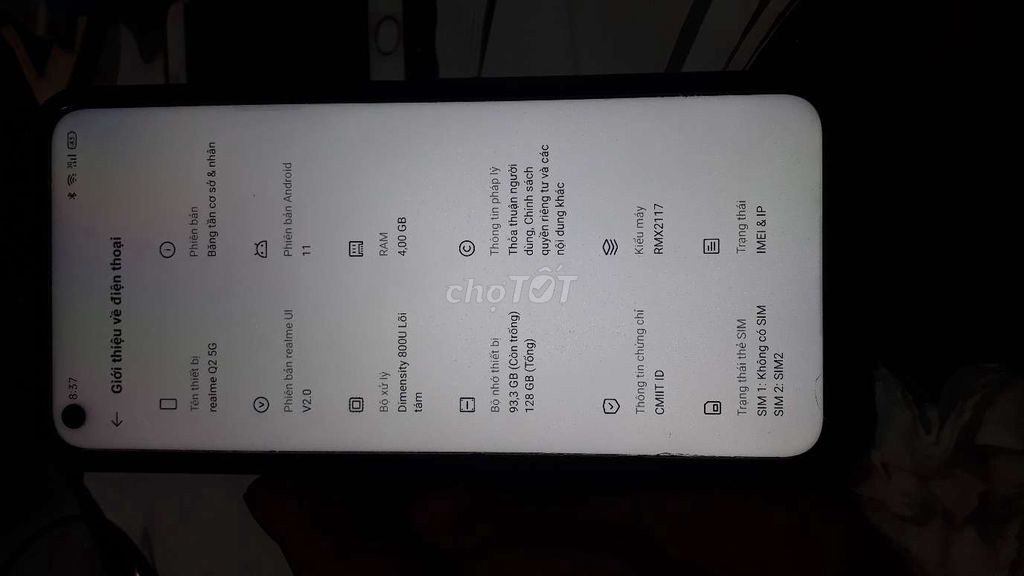 8:37
5G
45
← Giới thiệu về điện thoại
Tên thiết bị
realme Q2 5G
Phiên bản
Băng tần cơ sở & nhân
Phiên bản realme UI
V2.0
Phiên bản Android
11
Bộ xử lý
Dimensity 800U Lõi
tám
RAM
4,00 GB
Bộ nhớ thiết bị
93,3 GB (Còn trống)
128 GB (Tổng)
Thông tin pháp lý
Thỏa thuận người
dùng, Chính sách
quyền riêng tư và các
nội dung khác
Thông tin chứng chỉ
CMIIT ID
Kiểu máy
RMX2117
Trạng thái thẻ SIM
SIM 1: Không có SIM
SIM 2: SIM2
Trạng thái
IMEI & IP
chợTỐT